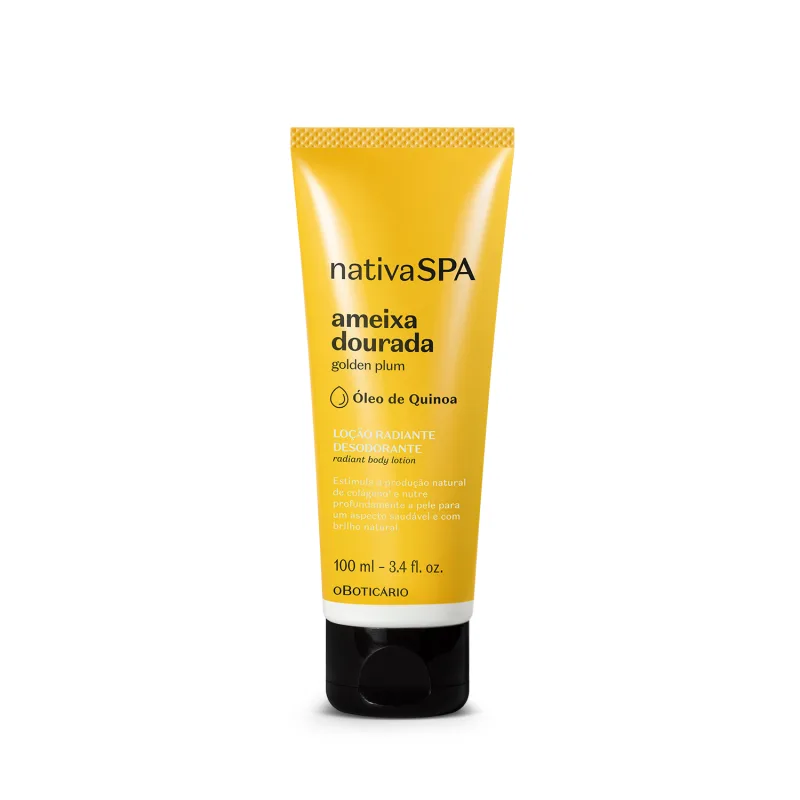 nativaSPA
ameixa
dourada
golden plum
Óleo de Quinoa
LOÇÃO RADIANTE
DESODORANTE
radiant body lotion
Estimula a produção natural
de colágeno¹ e nutre
profundamente a pele para
um aspecto saudável e com
brilho natural.
100 ml - 3.4 fl. oz.
oBOTICÁRIO